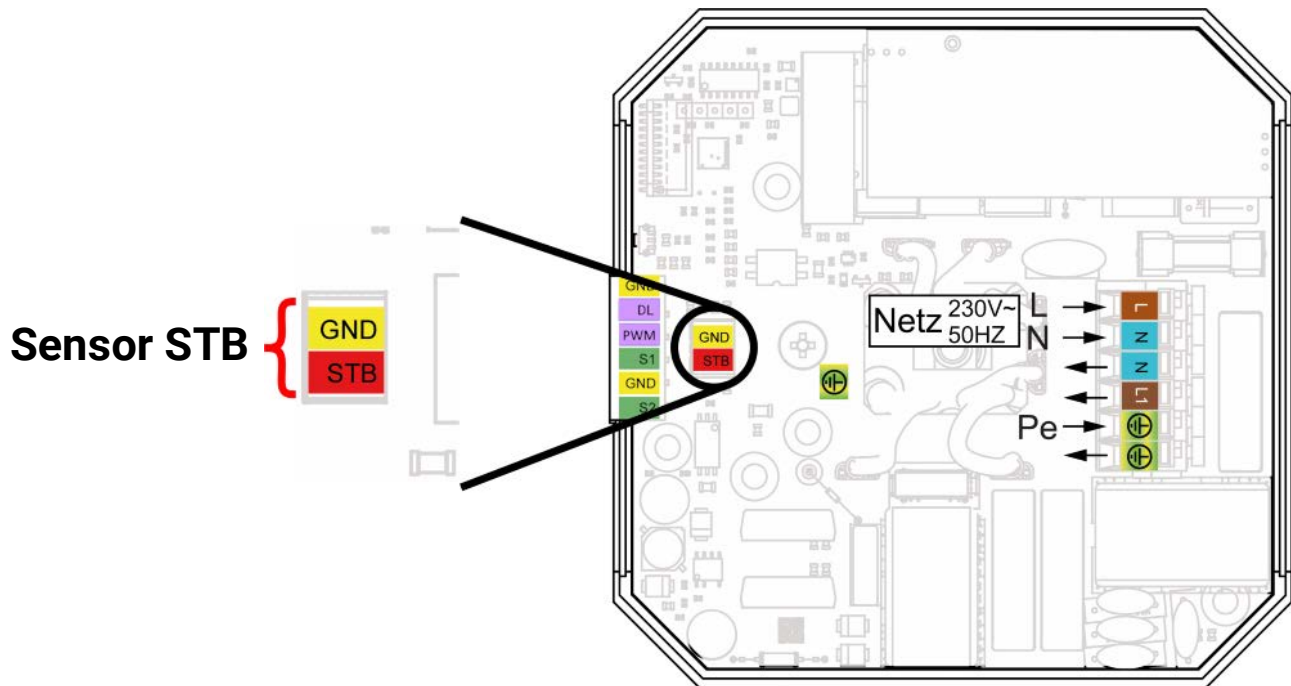 Sensor STB
GND
STB
GND
DL
PWM
S1
GND
S2
GND
STB
Netz 230V~
50HZ
L
N
Pe
L
N
N
L1